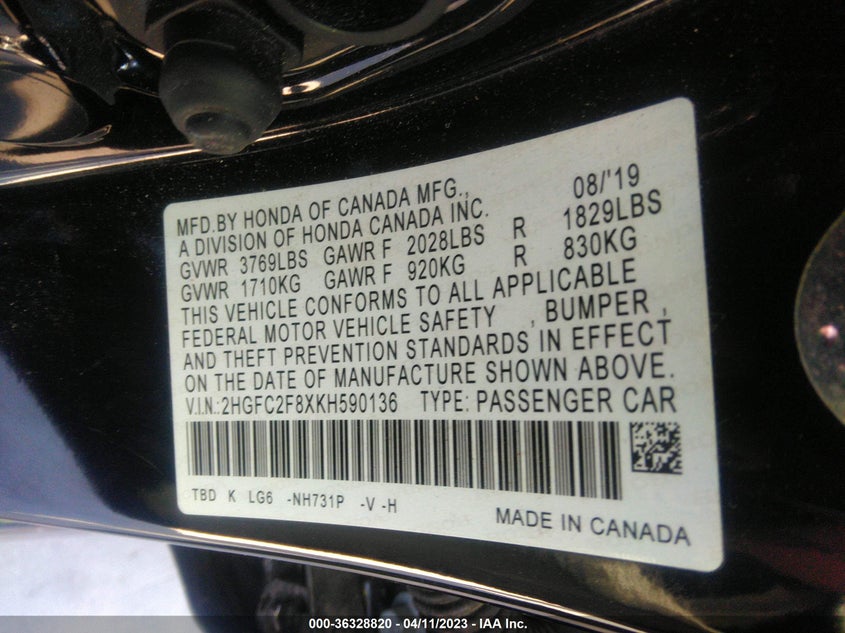 MFD.BY HONDA OF CANADA MFG., 08/'19
A DIVISION OF HONDA CANADA INC.
GVWR 3769LBS GAWR F 2028LBS R 1829LBS
GVWR 1710KG GAWR F 920KG R 830KG
THIS VEHICLE CONFORMS TO ALL APPLICABLE
FEDERAL MOTOR VEHICLE SAFETY , BUMPER ,
AND THEFT PREVENTION STANDARDS IN EFFECT
ON THE DATE OF MANUFACTURE SHOWN ABOVE.
V.I.N.:2HGFC2F8XKH590136 TYPE: PASSENGER CAR
TBD K LG6 -NH731P -V -H
MADE IN CANADA
000-36328820 - 04/11/2023 - IAA Inc.